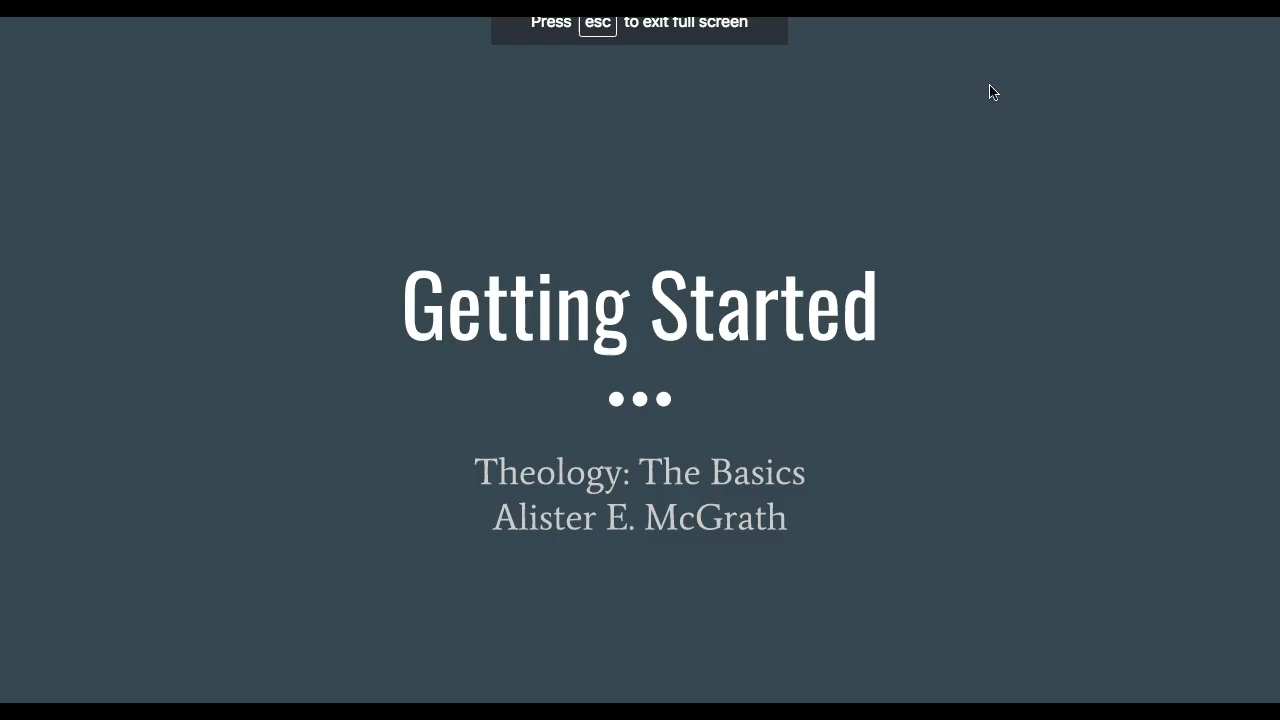 Press esc to exit full screen
Getting Started
Theology: The Basics
Alister E. McGrath